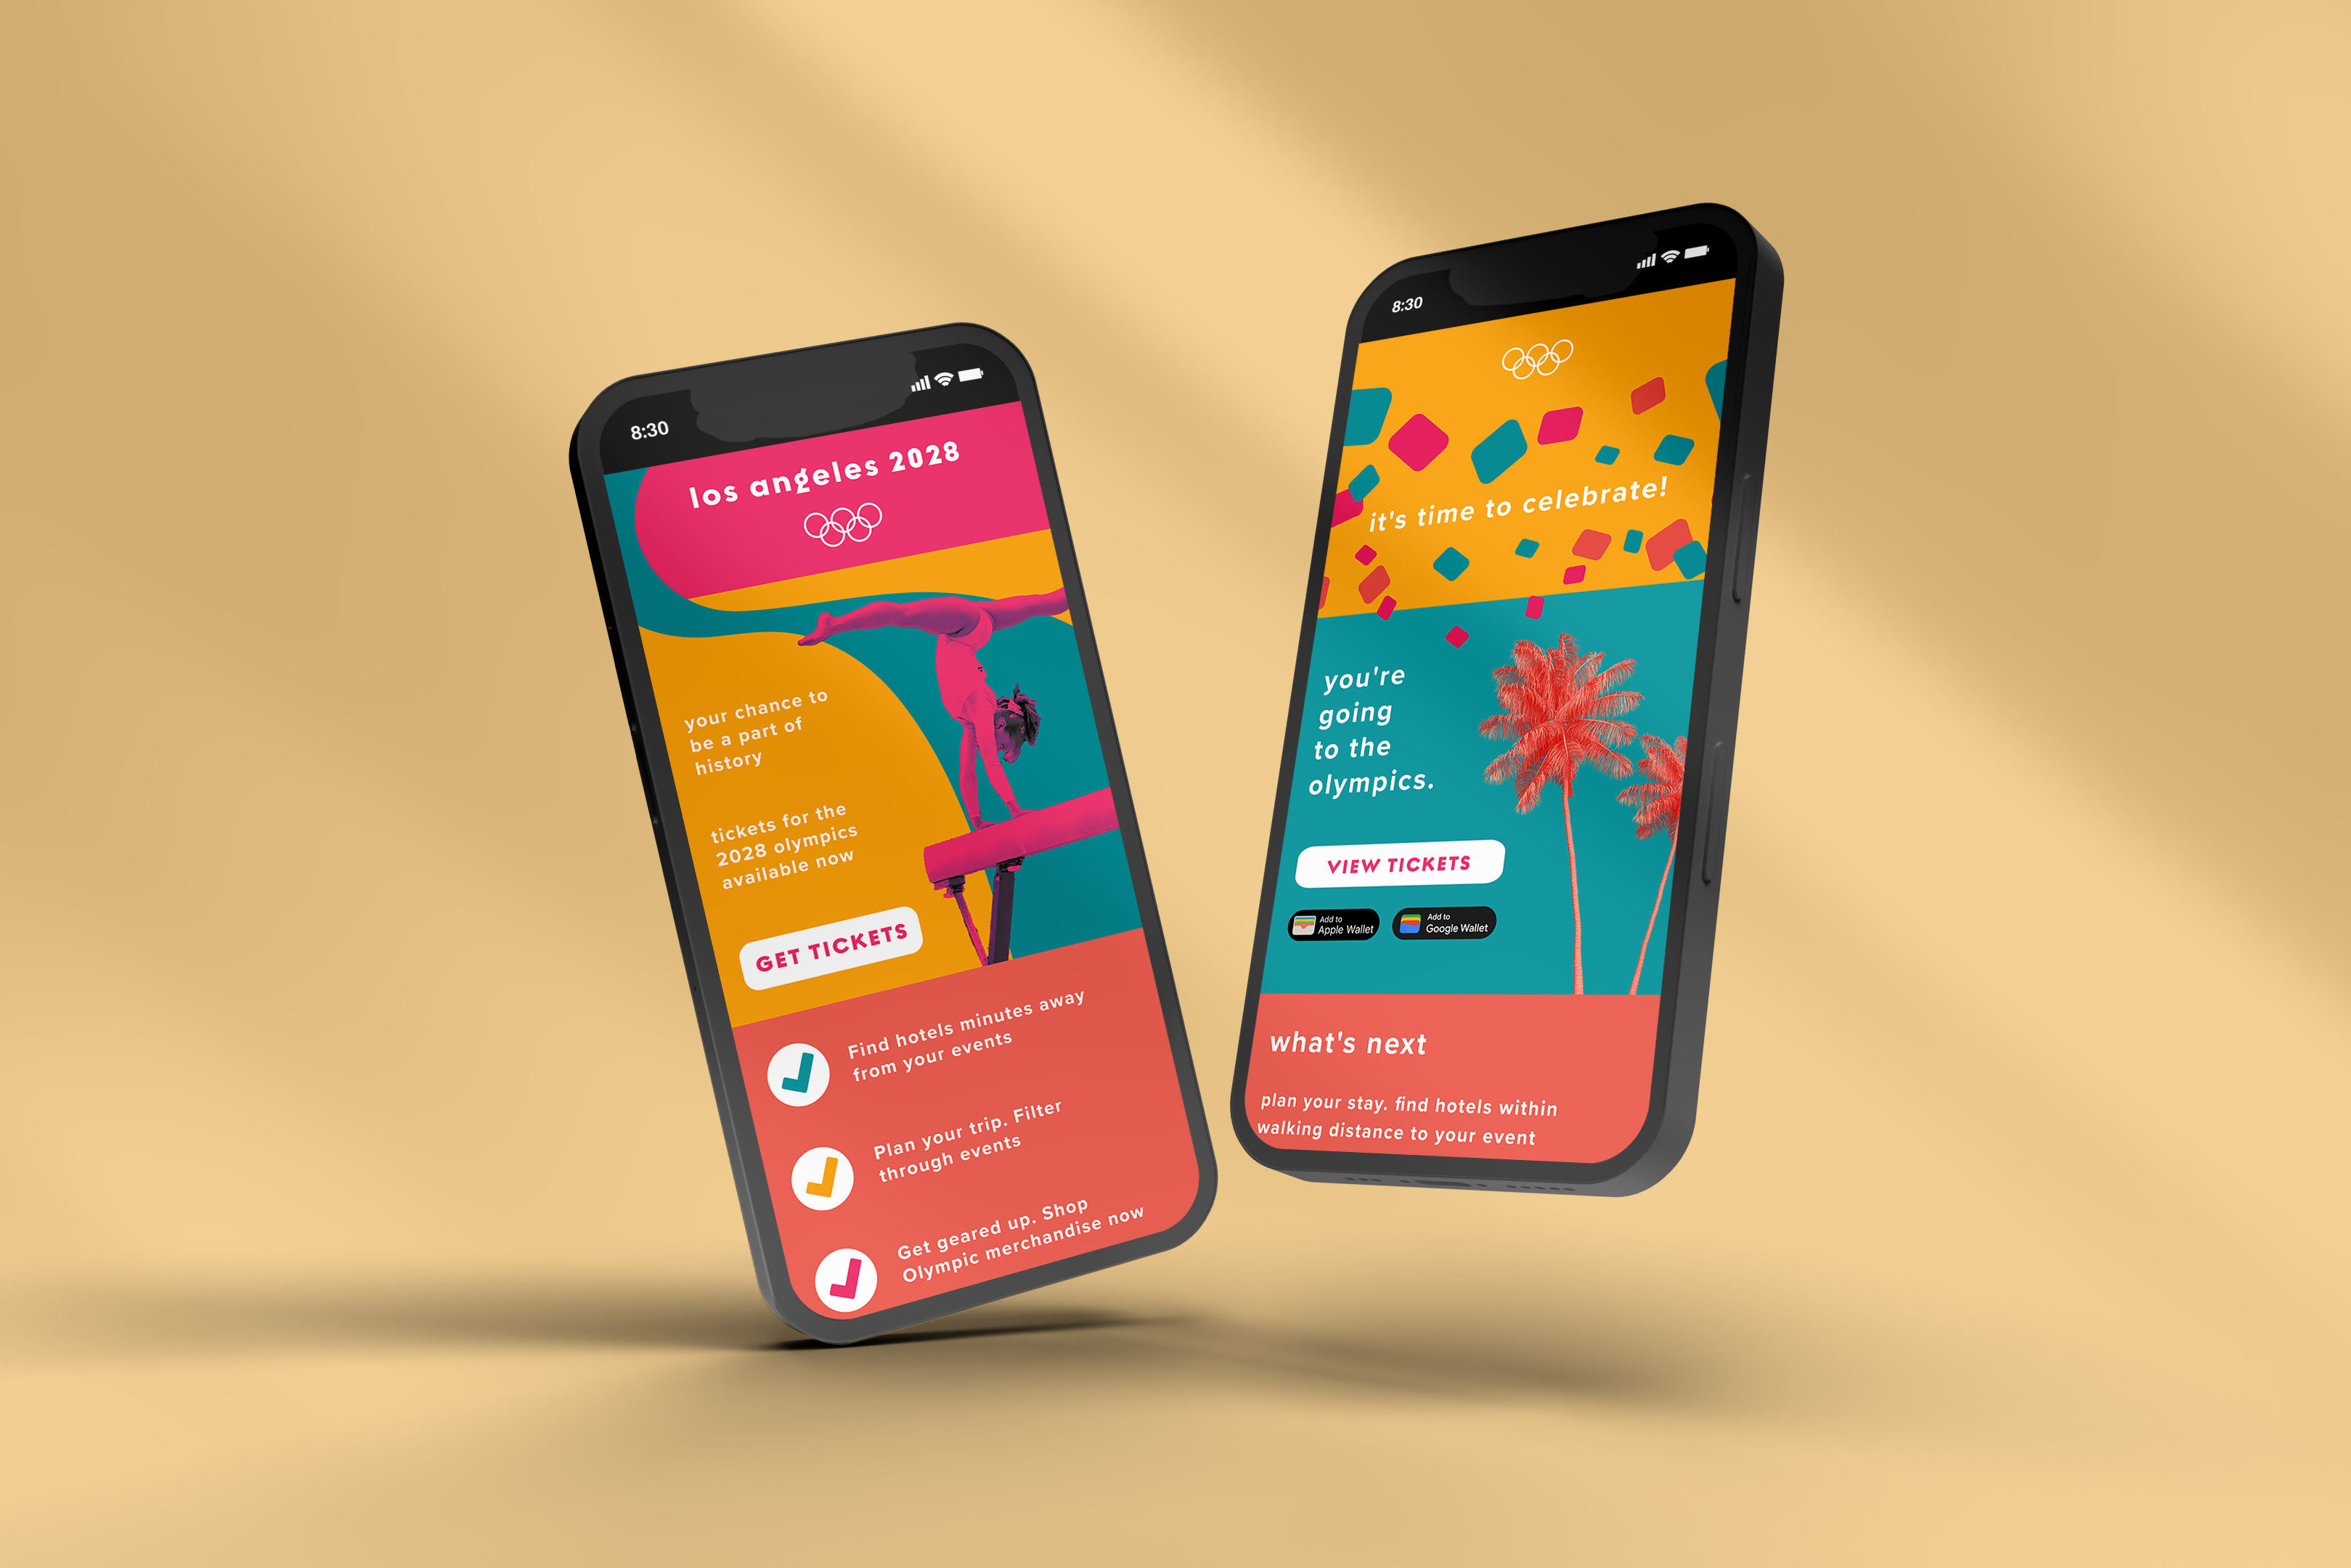 8:30
los angeles 2028
your chance to
be a part of
history
tickets for the
2028 olympics
available now
GET TICKETS
Find hotels minutes away
from your events
Plan your trip. Filter
through events
Get geared up. Shop
Olympic merchandise now
8:30
it's time to celebrate!
you're
going
to the
olympics.
VIEW TICKETS
Add to
Apple Wallet
Add to
Google Wallet
what's next
plan your stay. find hotels within
walking distance to your event